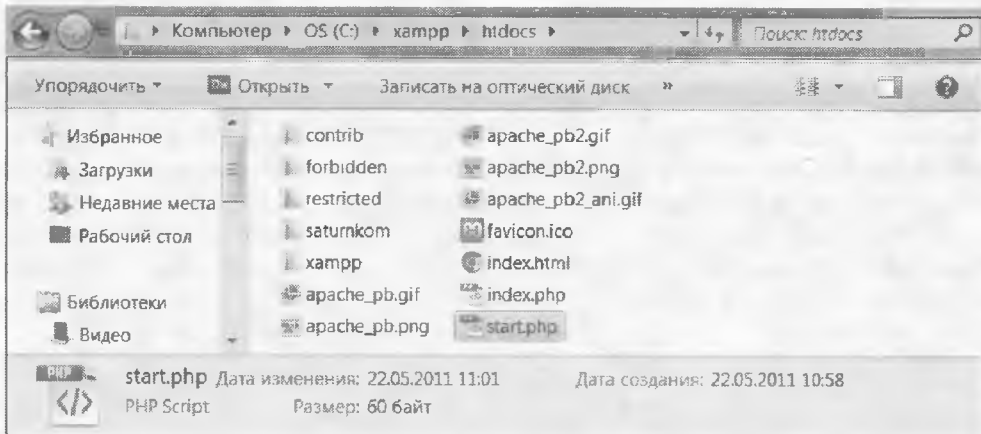 Компьютер ▸ OS (C:) ▸ xampp ▸ htdocs ▸ Поиск: htdocs
Упорядочить Открыть Записать на оптический диск »
Избранное
Загрузки
Недавние места
Рабочий стол
Библиотеки
Видео
contrib
forbidden
restricted
saturnkom
xampp
apache_pb.gif
apache_pb.png
apache_pb2.gif
apache_pb2.png
apache_pb2_ani.gif
favicon.ico
index.html
index.php
start.php
PHP start.php Дата изменения: 22.05.2011 11:01 Дата создания: 22.05.2011 10:58
PHP Script Размер: 60 байт